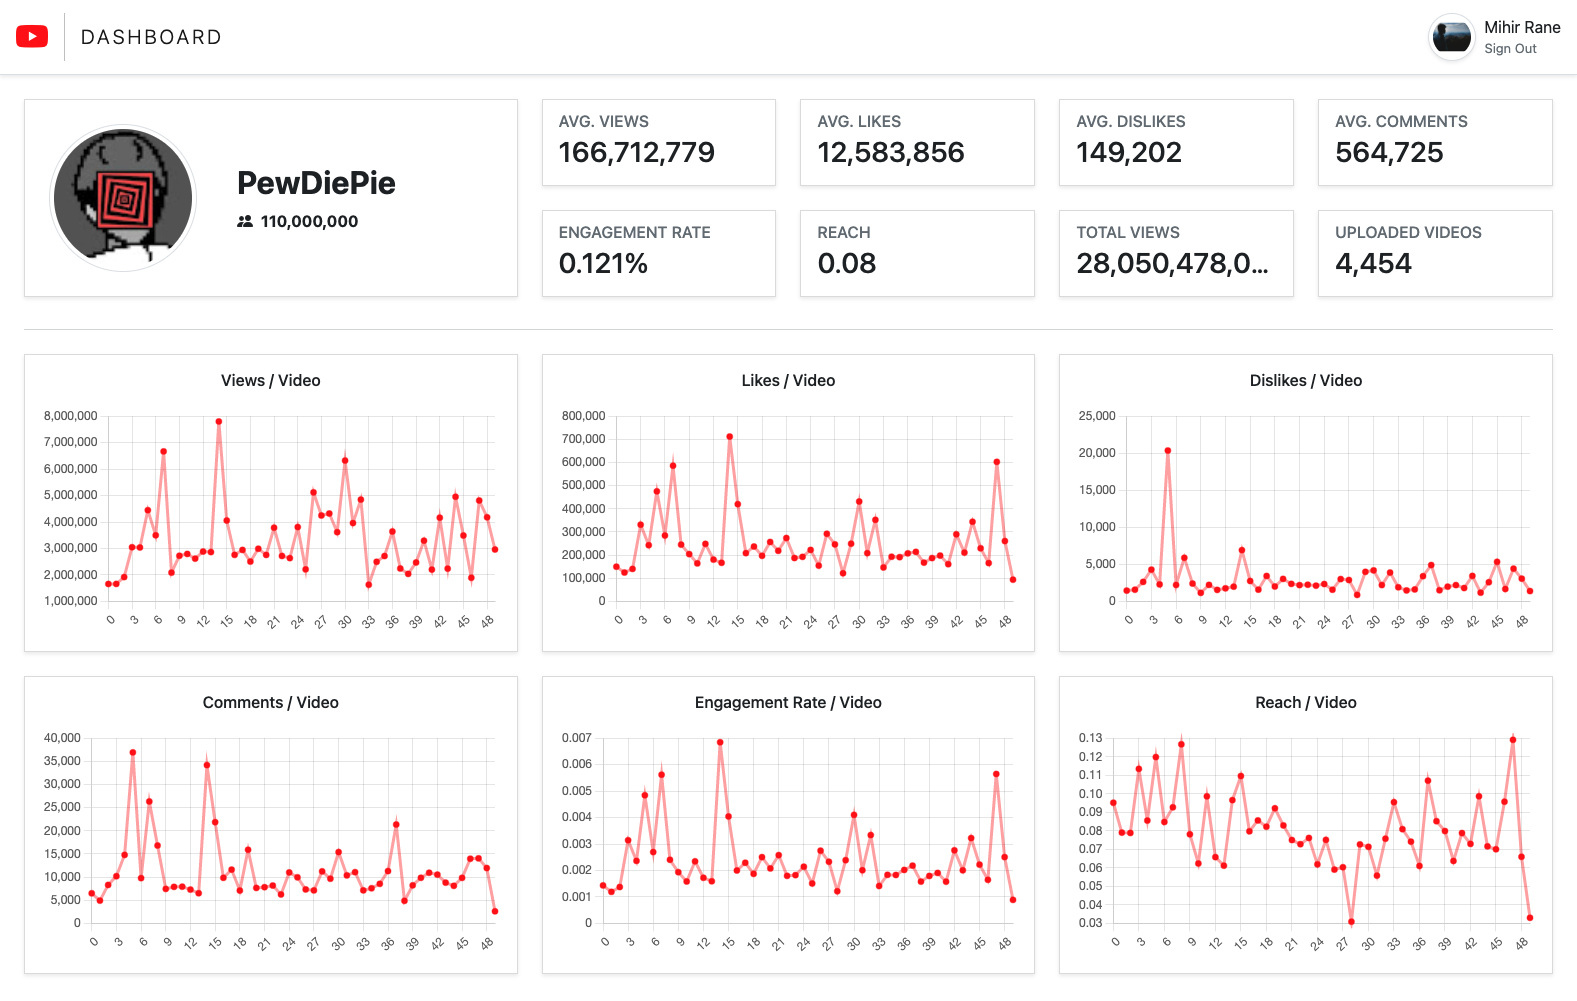 DASHBOARD
Mihir Rane
Sign Out
PewDiePie
110,000,000
AVG. VIEWS
166,712,779
AVG. LIKES
12,583,856
AVG. DISLIKES
149,202
AVG. COMMENTS
564,725
ENGAGEMENT RATE
0.121%
REACH
0.08
TOTAL VIEWS
28,050,478,0...
UPLOADED VIDEOS
4,454
Views / Video
8,000,000
7,000,000
6,000,000
5,000,000
4,000,000
3,000,000
2,000,000
1,000,000
0 3 6 9 12 15 18 21 24 27 30 33 36 39 42 45 48
Likes / Video
800,000
700,000
600,000
500,000
400,000
300,000
200,000
100,000
0
0 3 6 9 12 15 18 21 24 27 30 33 36 39 42 45 48
Dislikes / Video
25,000
20,000
15,000
10,000
5,000
0
0 3 6 9 12 15 18 21 24 27 30 33 36 39 42 45 48
Comments / Video
40,000
35,000
30,000
25,000
20,000
15,000
10,000
5,000
0
0 3 6 9 12 15 18 21 24 27 30 33 36 39 42 45 48
Engagement Rate / Video
0.007
0.006
0.005
0.004
0.003
0.002
0.001
0
0 3 6 9 12 15 18 21 24 27 30 33 36 39 42 45 48
Reach / Video
0.13
0.12
0.11
0.10
0.09
0.08
0.07
0.06
0.05
0.04
0.03
0 3 6 9 12 15 18 21 24 27 30 33 36 39 42 45 48